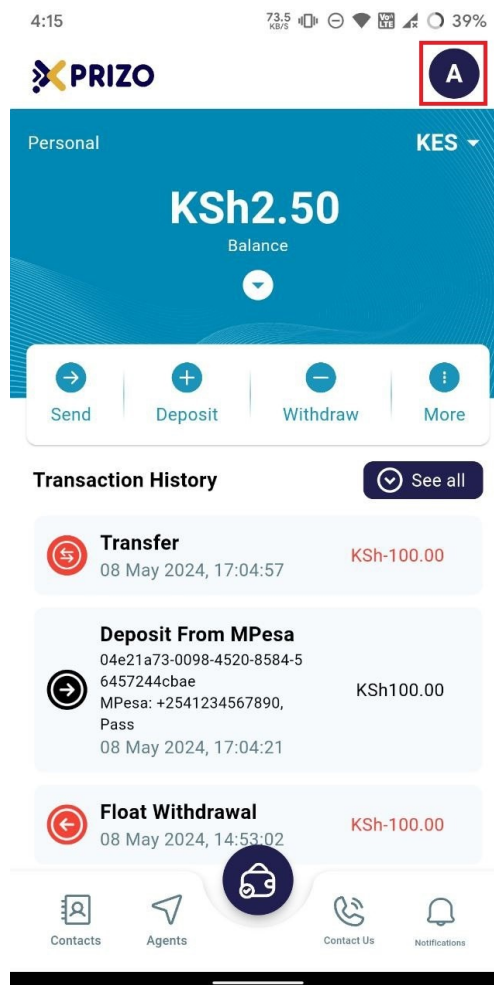 4:15 73.5 KB/S Vo LTE 39%
PRIZO A
Personal KES
KSh2.50
Balance
Send Deposit Withdraw More
Transaction History See all
Transfer
08 May 2024, 17:04:57
KSh-100.00
Deposit From MPesa
04e21a73-0098-4520-8584-5
6457244cbae
MPesa: +2541234567890,
Pass
08 May 2024, 17:04:21
KSh100.00
Float Withdrawal
08 May 2024, 14:53:02
KSh-100.00
Contacts Agents Contact Us Notifications